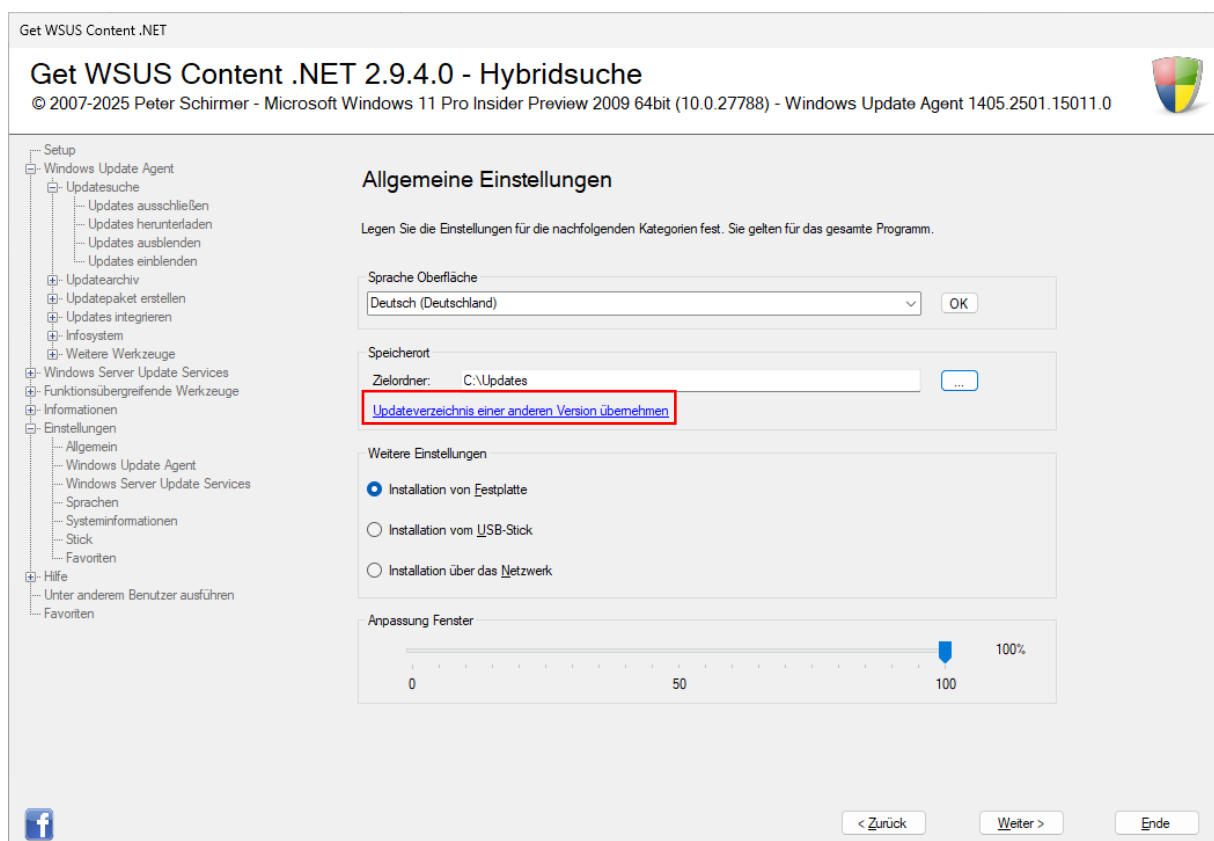 Get WSUS Content .NET
Get WSUS Content .NET 2.9.4.0 - Hybridsuche
© 2007-2025 Peter Schirmer - Microsoft Windows 11 Pro Insider Preview 2009 64bit (10.0.27788) - Windows Update Agent 1405.2501.15011.0
Setup
Windows Update Agent
Updatesuche
Updates ausschließen
Updates herunterladen
Updates ausblenden
Updates einblenden
Updatearchiv
Updatepaket erstellen
Updates integrieren
Infosystem
Weitere Werkzeuge
Windows Server Update Services
Funktionsübergreifende Werkzeuge
Informationen
Einstellungen
Allgemein
Windows Update Agent
Windows Server Update Services
Sprachen
Systeminformationen
Stick
Favoriten
Hilfe
Unter anderem Benutzer ausführen
Favoriten
Allgemeine Einstellungen
Legen Sie die Einstellungen für die nachfolgenden Kategorien fest. Sie gelten für das gesamte Programm.
Sprache Oberfläche
Deutsch (Deutschland)
OK
Speicherort
Zielordner: C:\Updates ...
Updateverzeichnis einer anderen Version übernehmen
Weitere Einstellungen
Installation von Festplatte
Installation vom USB-Stick
Installation über das Netzwerk
Anpassung Fenster
100%
0 50 100
f
< Zurück Weiter > Ende